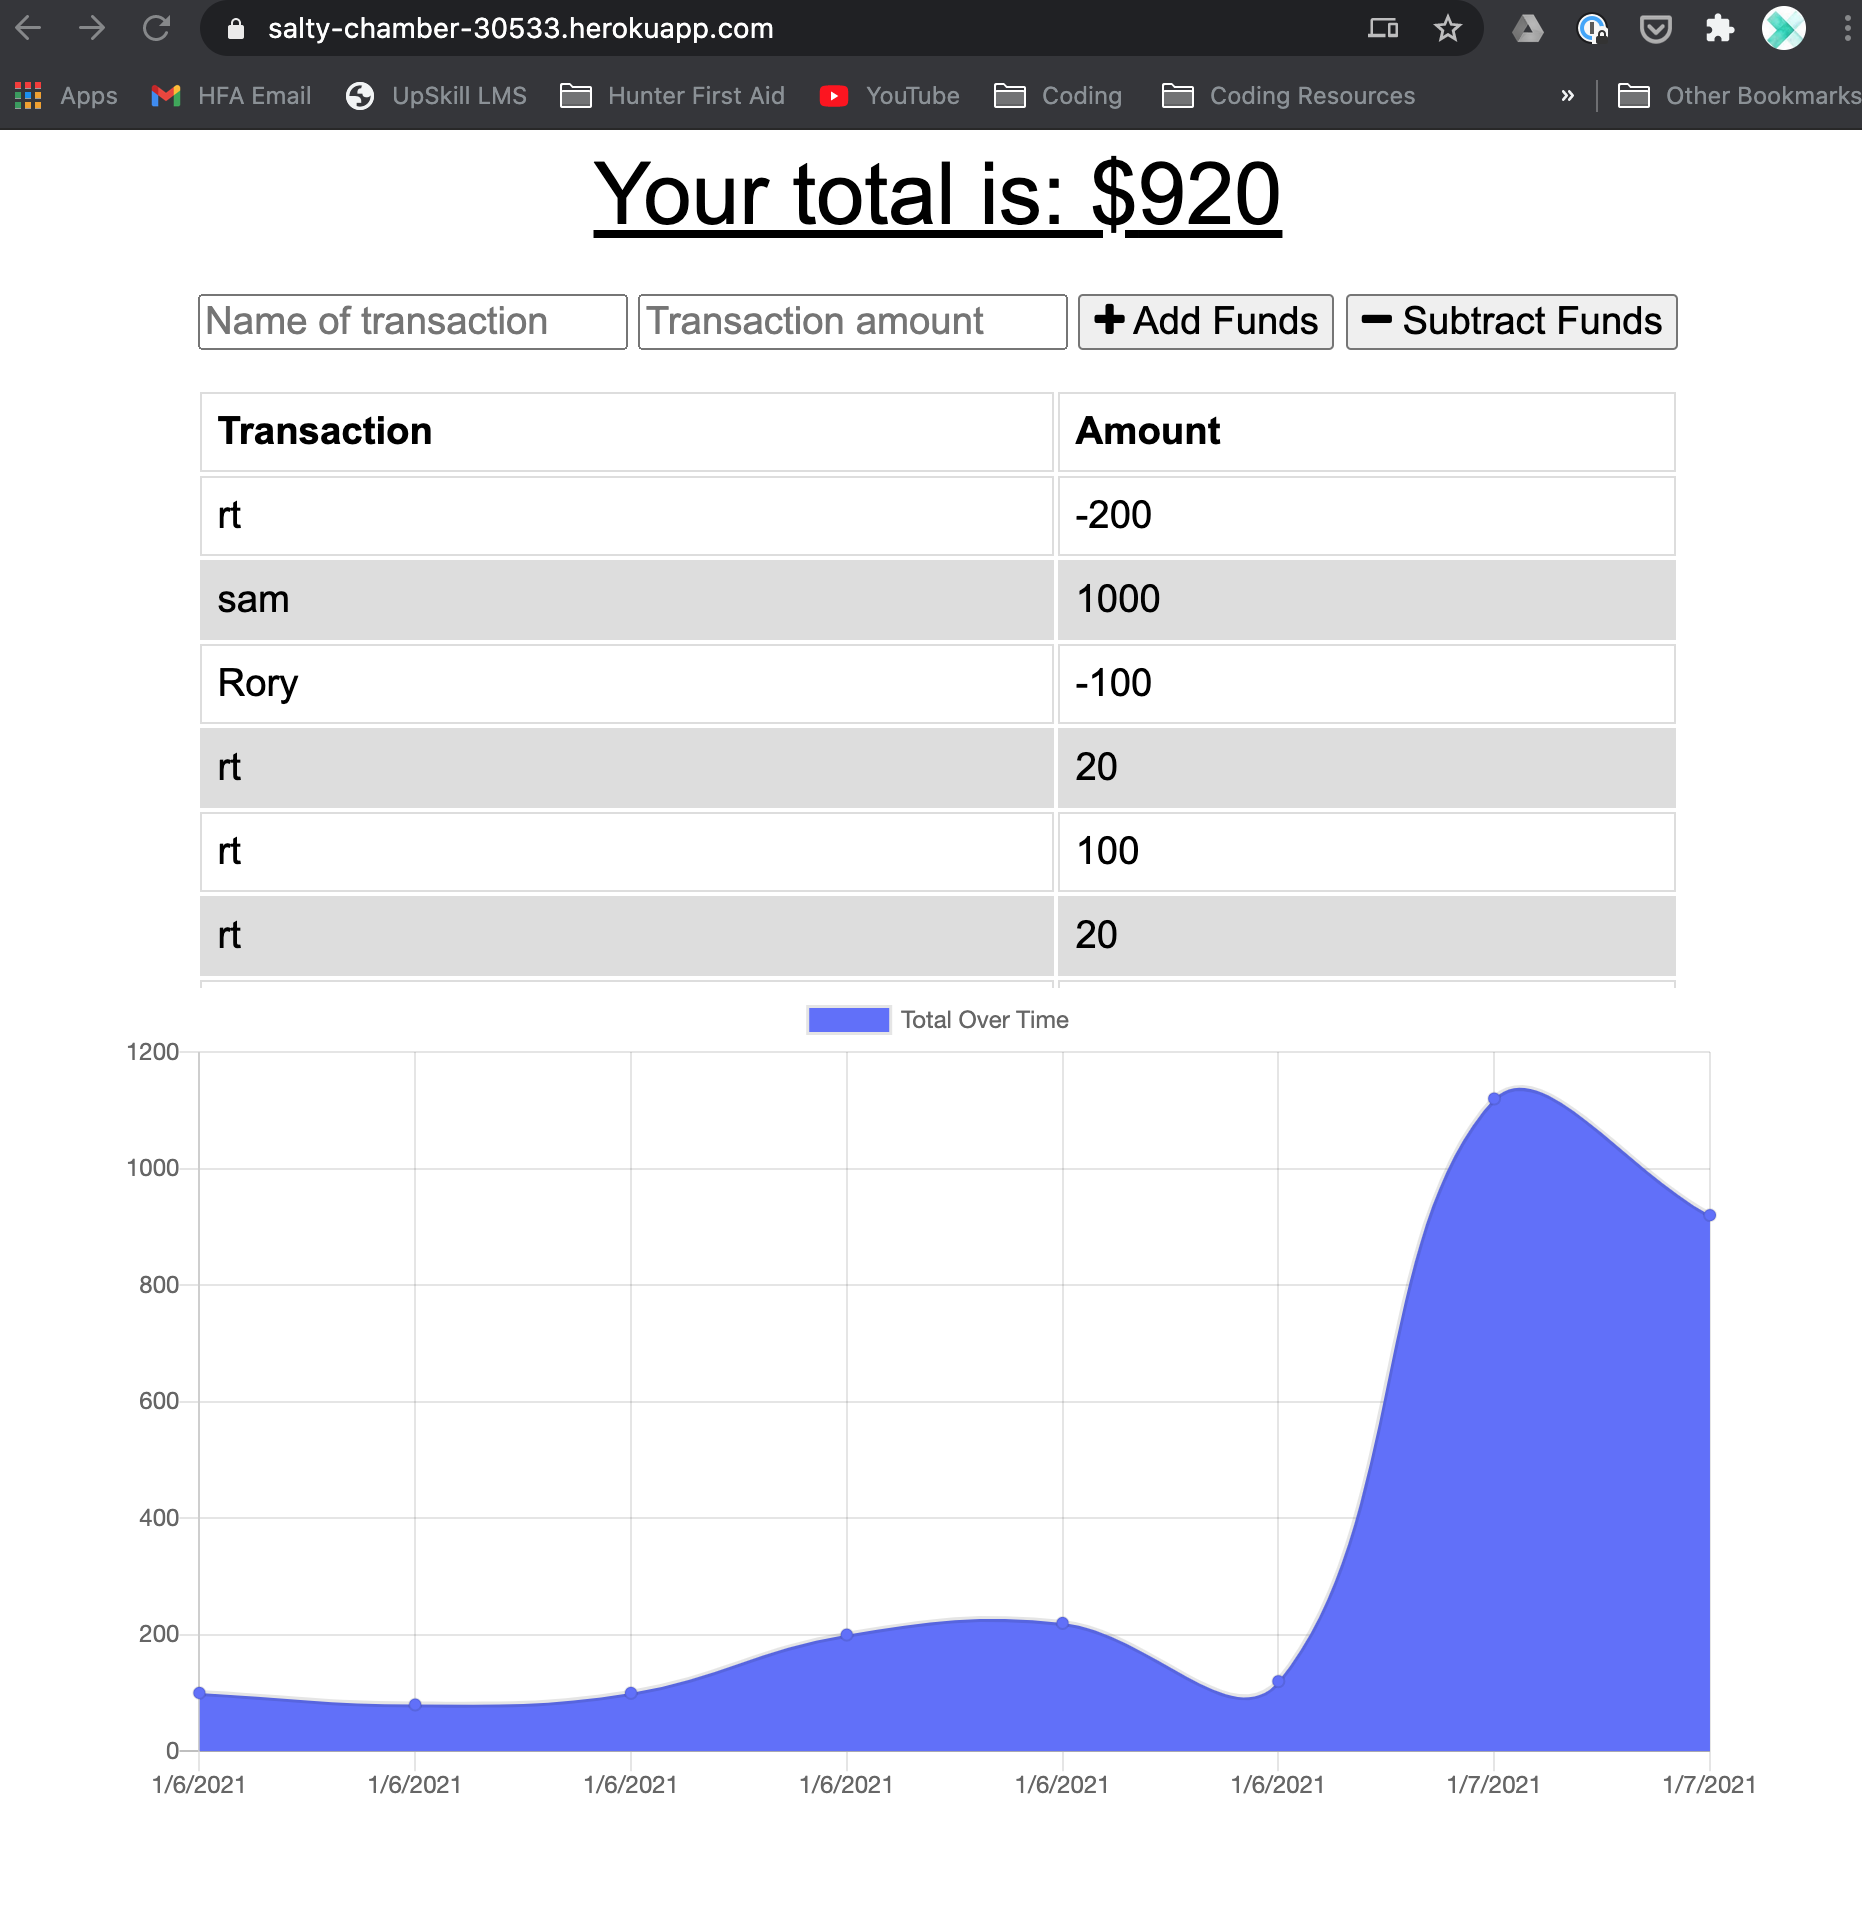 salty-chamber-30533.herokuapp.com
Apps HFA Email UpSkill LMS Hunter First Aid YouTube Coding Coding Resources » Other Bookmarks
Your total is: $920
Name of transaction Transaction amount Add Funds Subtract Funds
Transaction Amount
rt -200
sam 1000
Rory -100
rt 20
rt 100
rt 20
Total Over Time
1200
1000
800
600
400
200
0
1/6/2021 1/6/2021 1/6/2021 1/6/2021 1/6/2021 1/6/2021 1/7/2021 1/7/2021